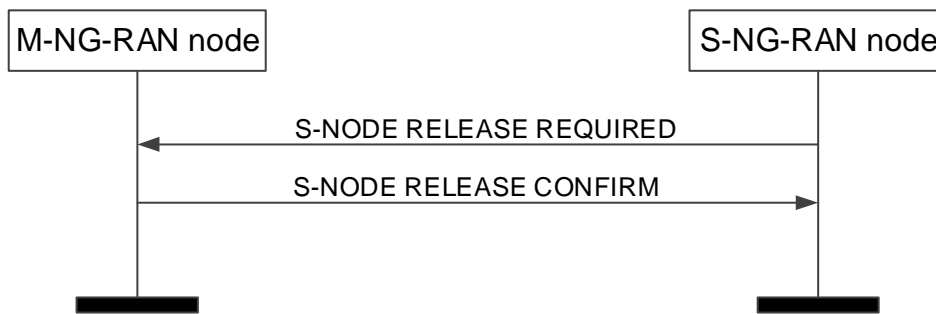 M-NG-RAN node
S-NG-RAN node
S-NODE RELEASE REQUIRED
S-NODE RELEASE CONFIRM